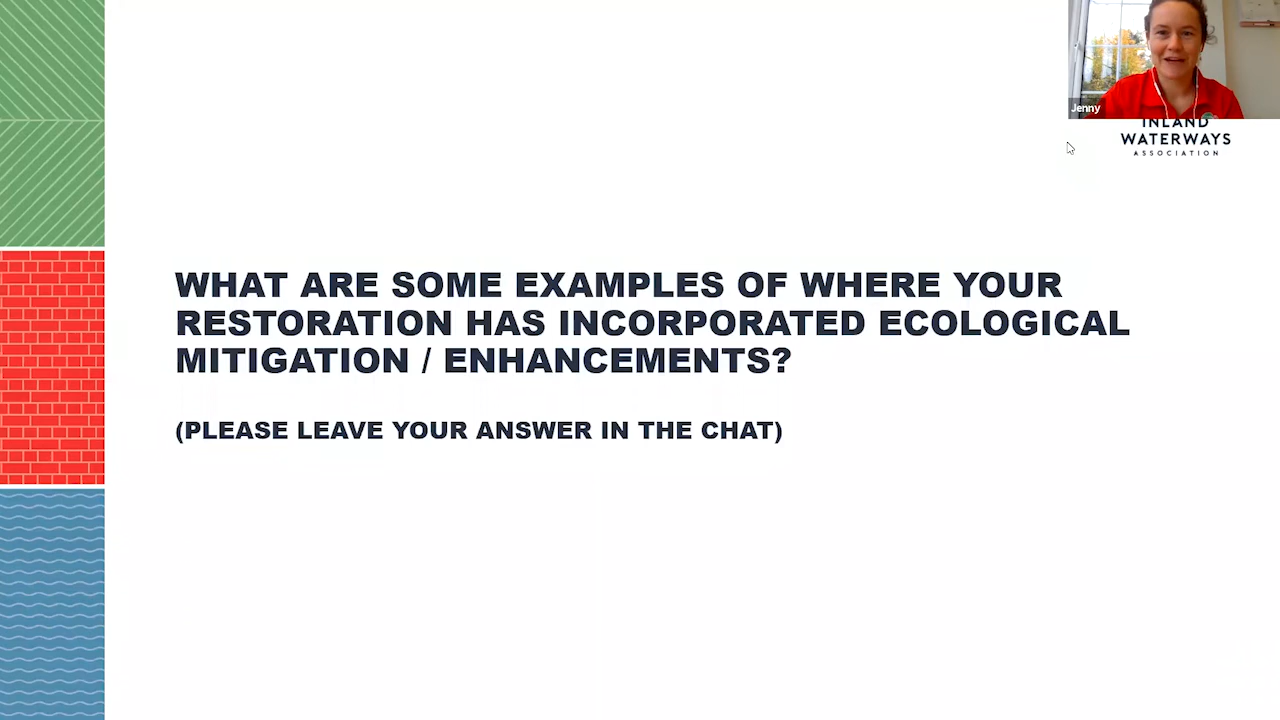 Jenny
INLAND
WATERWAYS
ASSOCIATION
WHAT ARE SOME EXAMPLES OF WHERE YOUR
RESTORATION HAS INCORPORATED ECOLOGICAL
MITIGATION / ENHANCEMENTS?
(PLEASE LEAVE YOUR ANSWER IN THE CHAT)